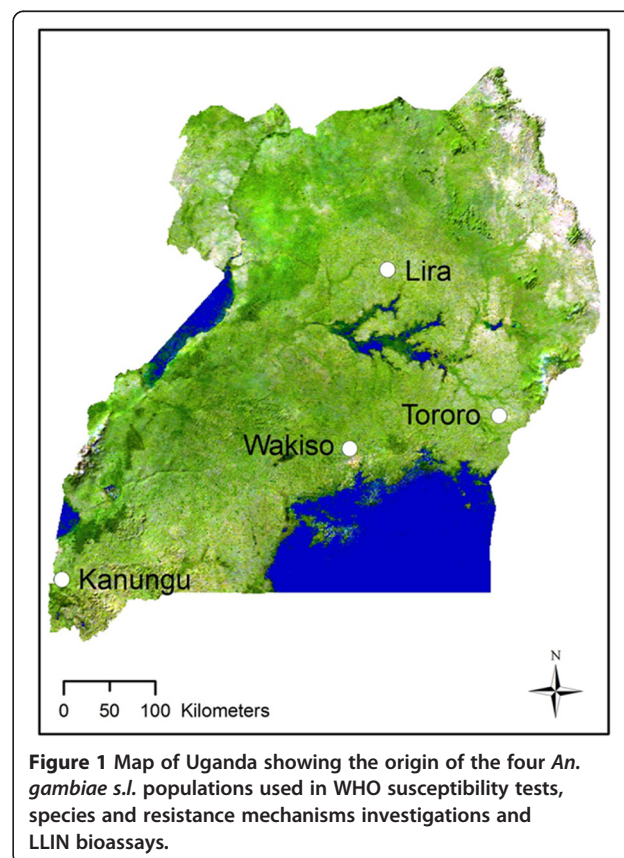 Lira
Tororo
Wakiso
Kanungu
N
0 50 100 Kilometers
Figure 1 Map of Uganda showing the origin of the four An.
gambiae s.l. populations used in WHO susceptibility tests,
species and resistance mechanisms investigations and
LLIN bioassays.